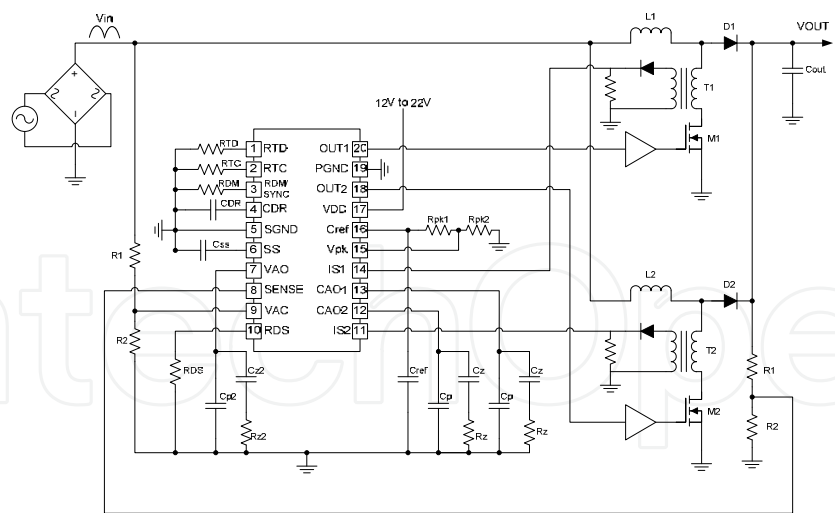 Vin
L1
D1
VOUT
Cout
T1
12V to 22V
M1
RTD
1 RTD
OUT1 20
RTC
2 RTC
PGND 19
RDM
3 RDM/
SYNC
OUT2 18
CDR
4 CDR
VDD 17
5 SGND
Cref 16
Rpk1
Rpk2
Css
6 SS
Vpk 15
R1
7 VAO
IS1 14
8 SENSE
CAO1 13
L2
D2
9 VAC
CAO2 12
R2
10 RDS
IS2 11
T2
RDS
Cz2
Cref
Cz
Cz
R1
Cp2
Cp
Cp
M2
Rz2
Rz
Rz
R2
IntechOpe